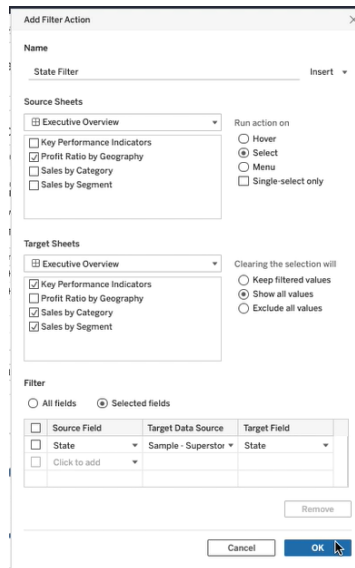 Add Filter Action
Name
State Filter
Insert
Source Sheets
Executive Overview
Key Performance Indicators
Profit Ratio by Geography
Sales by Category
Sales by Segment
Run action on
Hover
Select
Menu
Single-select only
Target Sheets
Executive Overview
Key Performance Indicators
Profit Ratio by Geography
Sales by Category
Sales by Segment
Clearing the selection will
Keep filtered values
Show all values
Exclude all values
Filter
All fields Selected fields
Source Field Target Data Source Target Field
State Sample - Superstor State
Click to add
Remove
Cancel OK